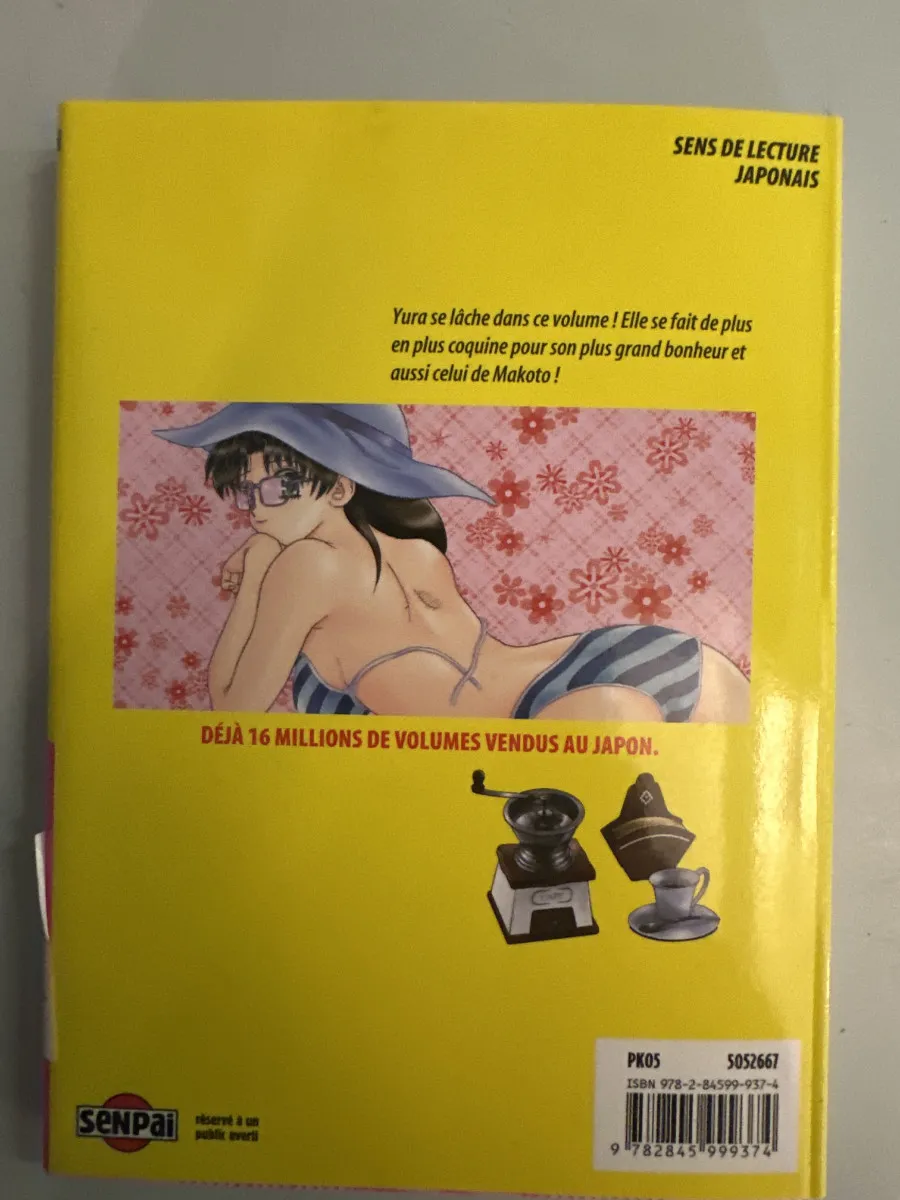 SENS DE LECTURE
JAPONAIS
Yura se lâche dans ce volume ! Elle se fait de plus
en plus coquine pour son plus grand bonheur et
aussi celui de Makoto !
DÉJÀ 16 MILLIONS DE VOLUMES VENDUS AU JAPON.
PK05 5052667
ISBN 978-2-84599-937-4
9 782845 999374
SENPAI
réservé à un
public averti